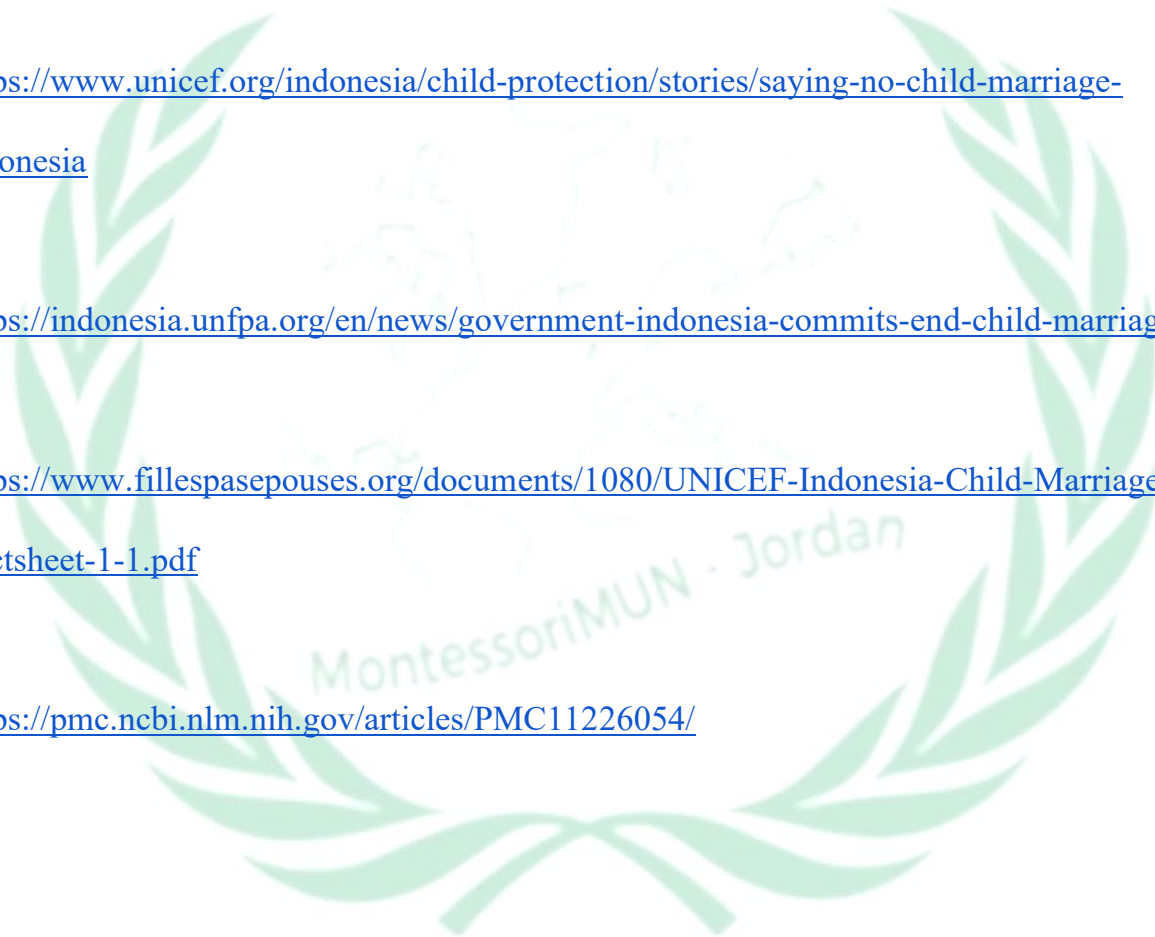 ps://www.unicef.org/indonesia/child-protection/stories/saying-no-child-marriage-
onesia
ps://indonesia.unfpa.org/en/news/government-indonesia-commits-end-child-marriag
ps://www.fillespasepouses.org/documents/1080/UNICEF-Indonesia-Child-Marriage
ctsheet-1-1.pdf
MontessoriMUN - Jordan
ps://pmc.ncbi.nlm.nih.gov/articles/PMC11226054/